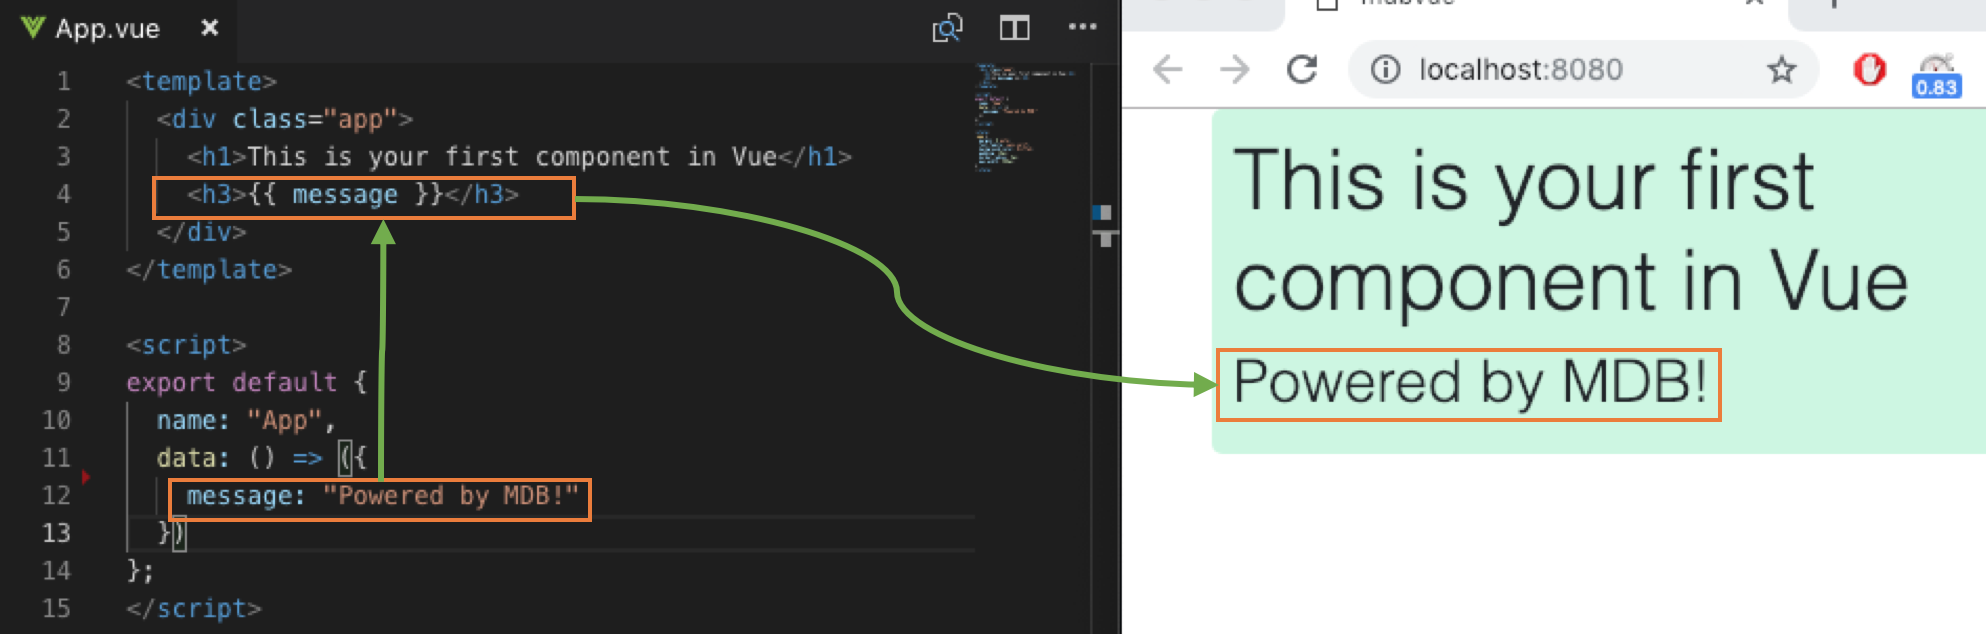 App.vue ×
1 <template>
2 <div class="app">
3 <h1>This is your first component in Vue</h1>
4 <h3>{{ message }}</h3>
5 </div>
6 </template>
7
8 <script>
9 export default {
10 name: "App",
11 data: () => ({
12 message: "Powered by MDB!"
13 })
14 };
15 </script>
localhost:8080
0.83
This is your first
component in Vue
Powered by MDB!